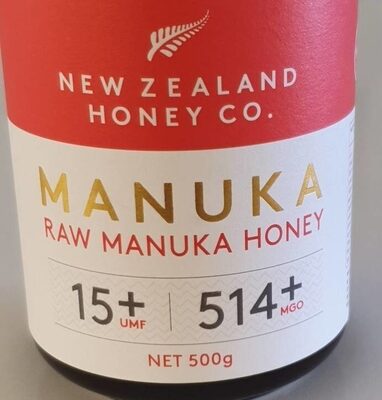 NEW ZEALAND
HONEY CO.
MANUKA
RAW MANUKA HONEY
15+ UMF | 514+ MGO
NET 500g